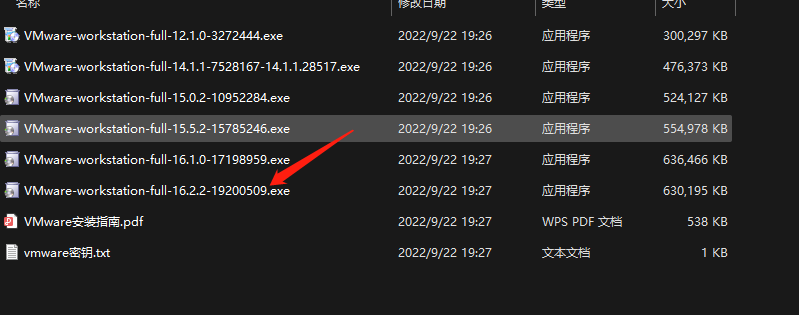 名称 修改日期 类型 大小
VMware-workstation-full-12.1.0-3272444.exe 2022/9/22 19:26 应用程序 300,297 KB
VMware-workstation-full-14.1.1-7528167-14.1.1.28517.exe 2022/9/22 19:26 应用程序 476,373 KB
VMware-workstation-full-15.0.2-10952284.exe 2022/9/22 19:26 应用程序 524,127 KB
VMware-workstation-full-15.5.2-15785246.exe 2022/9/22 19:26 应用程序 554,978 KB
VMware-workstation-full-16.1.0-17198959.exe 2022/9/22 19:27 应用程序 636,466 KB
VMware-workstation-full-16.2.2-19200509.exe 2022/9/22 19:27 应用程序 630,195 KB
VMware安装指南.pdf 2022/9/22 19:27 WPS PDF 文档 538 KB
vmware密钥.txt 2022/9/22 19:27 文本文档 1 KB